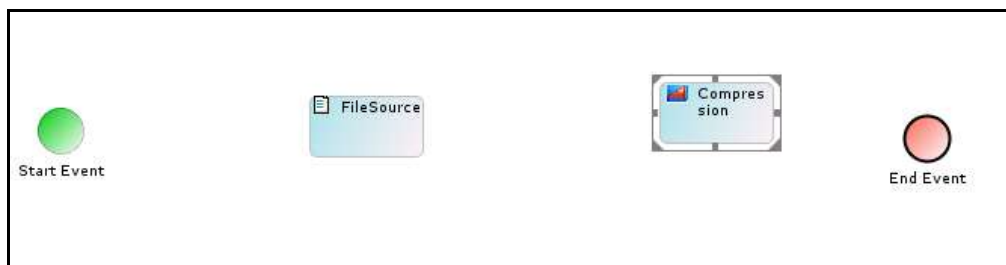 Start Event
FileSource
Compres
sion
End Event